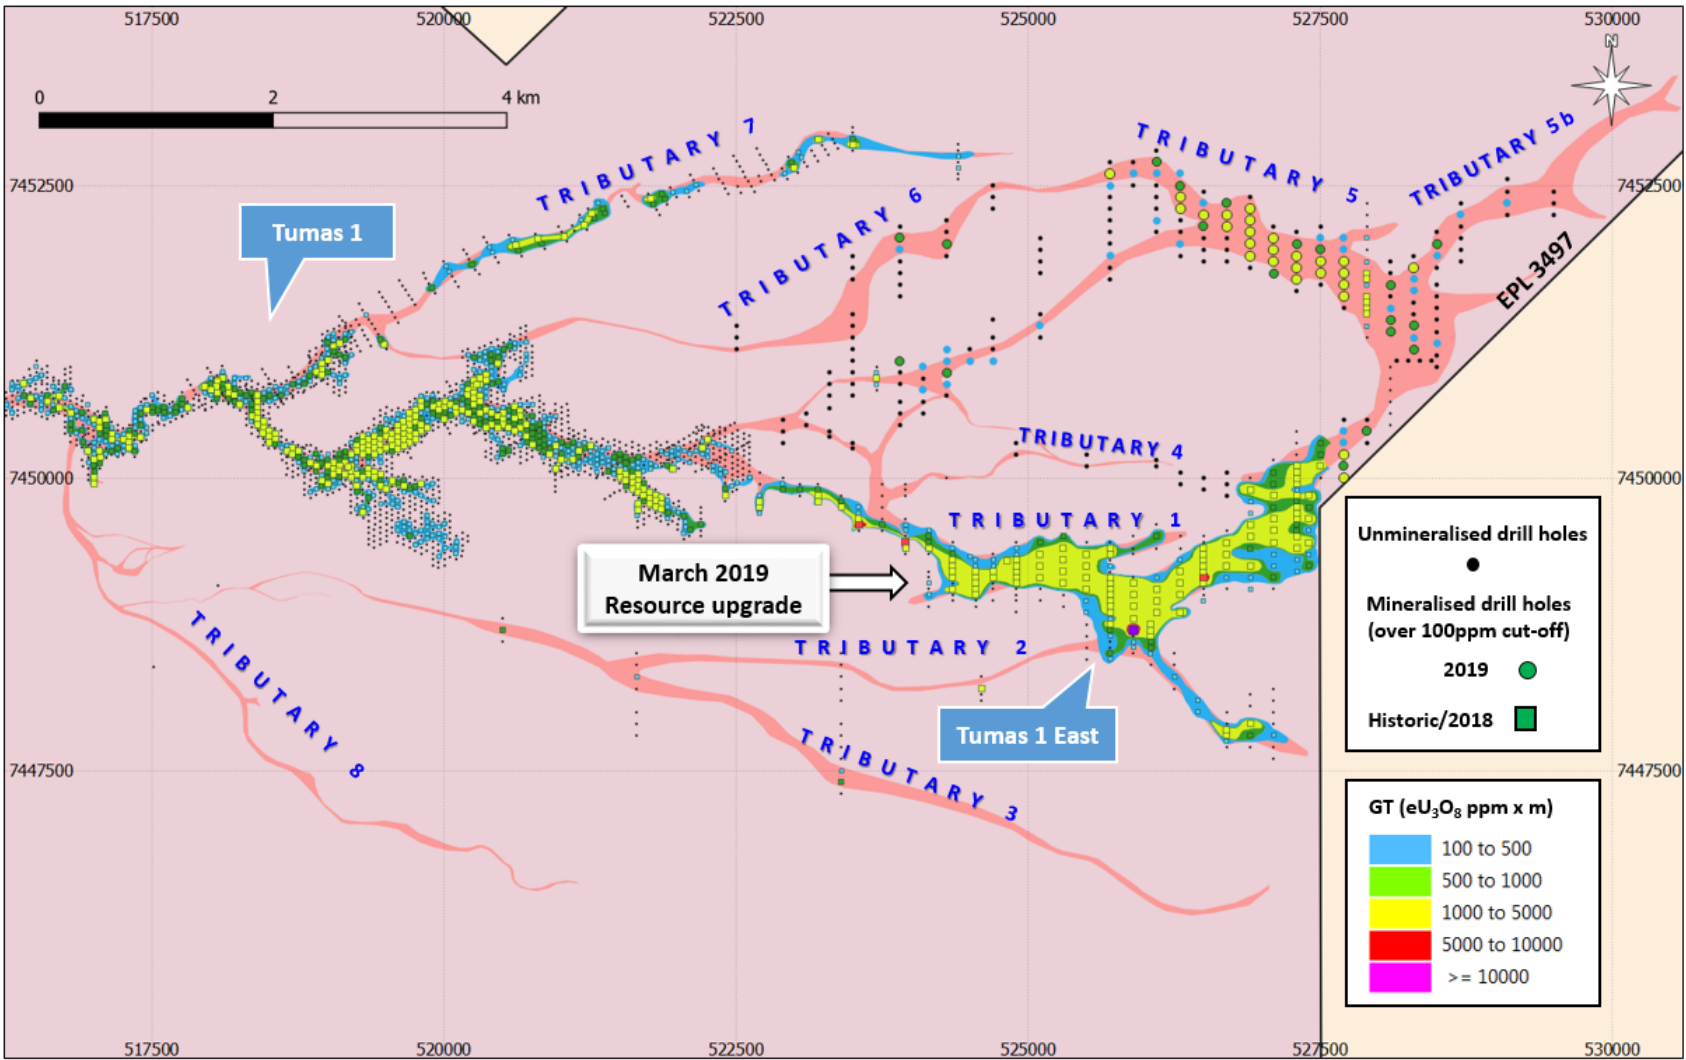 517500
520000
522500
525000
527500
530000
N
0
2
4 km
TRIBUTARY 7
TRIBUTARY 5
TRIBUTARY 5b
7452500
7452500
TRIBUTARY 6
Tumas 1
EPL 3497
TRIBUTARY 4
7450000
7450000
TRIBUTARY 1
March 2019
Resource upgrade
TRIBUTARY 2
TRIBUTARY 8
Tumas 1 East
TRIBUTARY 3
7447500
7447500
Unmineralised drill holes
Mineralised drill holes
(over 100ppm cut-off)
2019
Historic/2018
GT (eU₃O₈ ppm x m)
100 to 500
500 to 1000
1000 to 5000
5000 to 10000
>= 10000
517500
520000
522500
525000
527500
530000